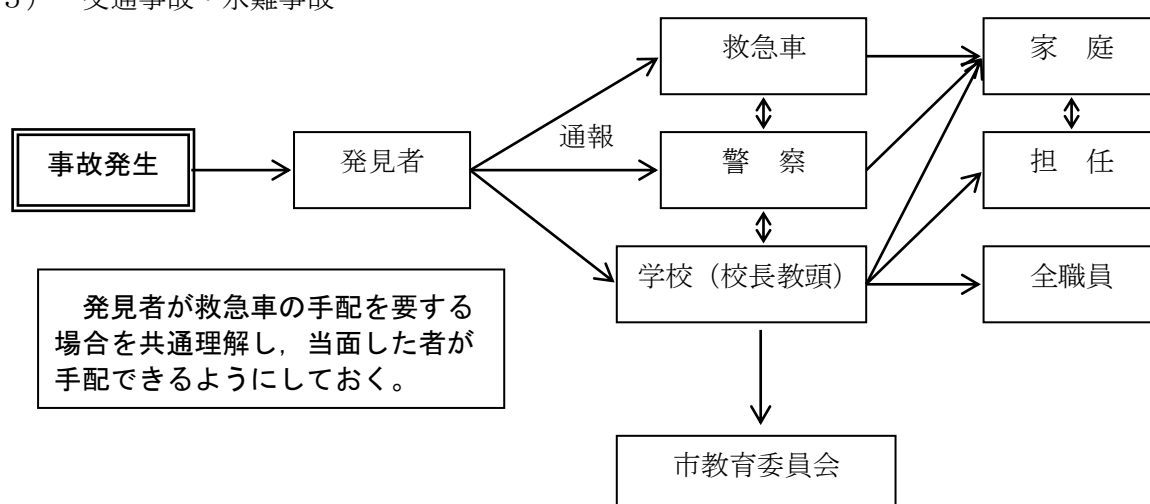 交通事故・水難事故
救急車
家　庭
通報
事故発生
発見者
警　察
担　任
学校（校長教頭）
全職員
発見者が救急車の手配を要する
場合を共通理解し，当面した者が
手配できるようにしておく。
市教育委員会